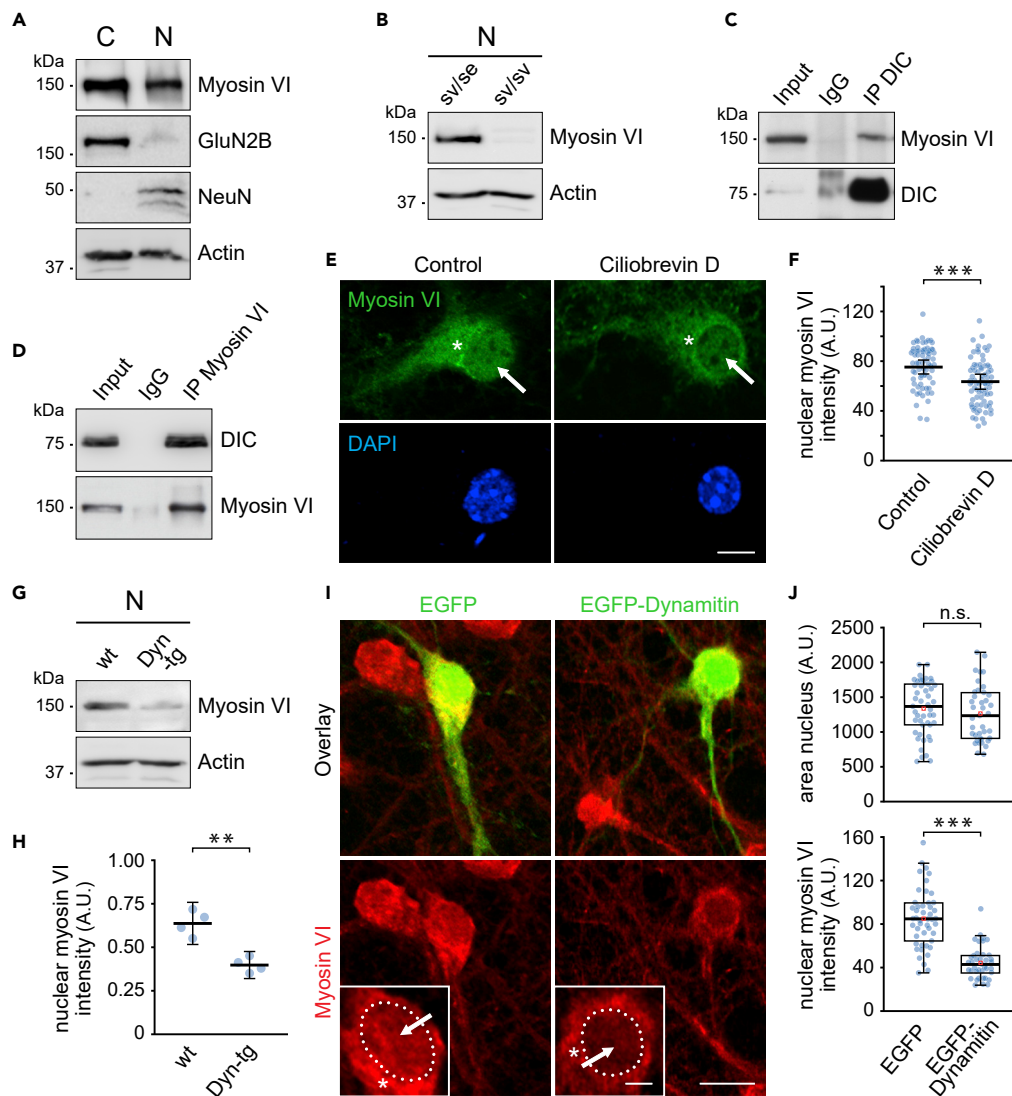 A
C N
kDa
150
Myosin VI
150
GluN2B
50
NeuN
37
Actin
B
N
sv/se sv/sv
kDa
150
Myosin VI
37
Actin
C
Input IgG IP DIC
kDa
150
Myosin VI
75
DIC
D
Input IgG IP Myosin VI
kDa
75
DIC
150
Myosin VI
E
Control Ciliobrevin D
Myosin VI
* *
DAPI
F
***
nuclear myosin VI
intensity (A.U.)
120
80
40
0
Control Ciliobrevin D
G
N
wt Dyn
-tg
kDa
150
Myosin VI
37
Actin
H
**
nuclear myosin VI
intensity (A.U.)
1.00
0.75
0.50
0.25
0
wt Dyn-tg
I
EGFP EGFP-Dynamitin
Overlay
Myosin VI
* *
J
n.s.
area nucleus (A.U.)
2500
2000
1500
1000
500
0
***
nuclear myosin VI
intensity (A.U.)
160
120
80
40
0
EGFP EGFP-
Dynamitin